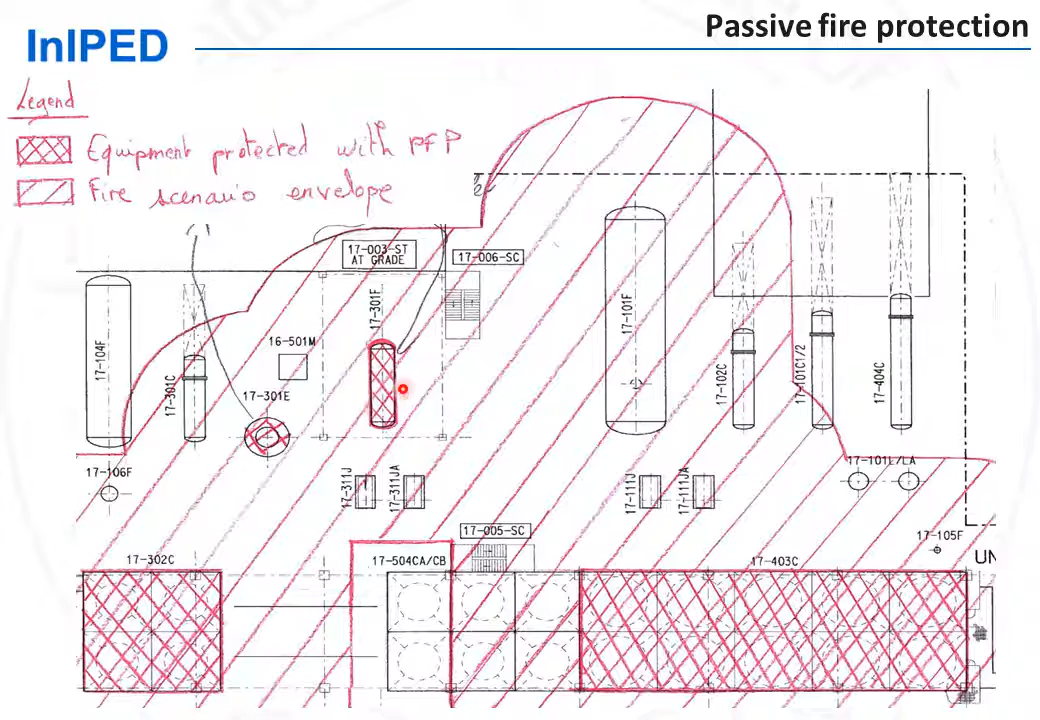 Passive fire protection
InIPED
Legend
Equipment protected with PFP
Fire scenario envelope
17-003-ST
AT GRADE
17-006-SC
17-301F
17-101F
17-104F
17-301C
16-501M
17-301E
17-102C
17-101C1/2
17-404C
17-106F
17-311J
17-311JA
17-111J
17-111JA
17-101L/LA
17-005-SC
17-105F
17-302C
17-504CA/CB
17-403C
UN